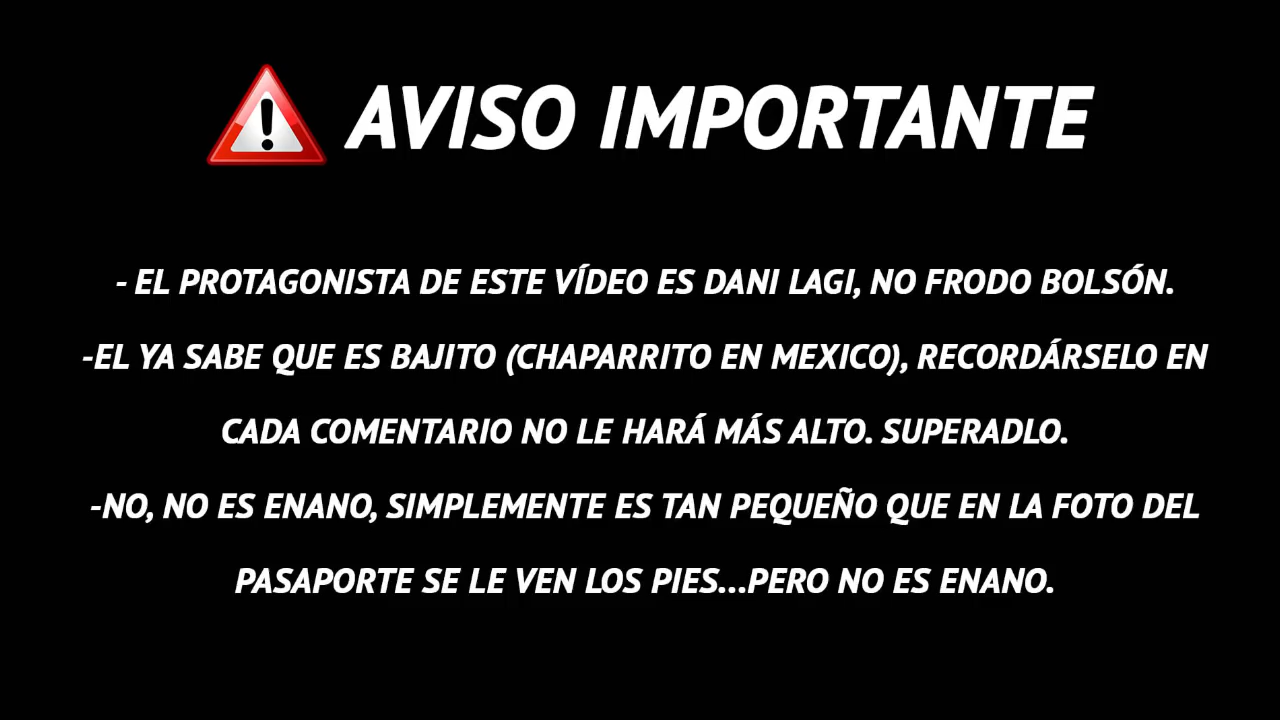 AVISO IMPORTANTE
- EL PROTAGONISTA DE ESTE VÍDEO ES DANI LAGI, NO FRODO BOLSÓN.
-EL YA SABE QUE ES BAJITO (CHAPARRITO EN MEXICO), RECORDÁRSELO EN
CADA COMENTARIO NO LE HARÁ MÁS ALTO. SUPERADLO.
-NO, NO ES ENANO, SIMPLEMENTE ES TAN PEQUEÑO QUE EN LA FOTO DEL
PASAPORTE SE LE VEN LOS PIES...PERO NO ES ENANO.